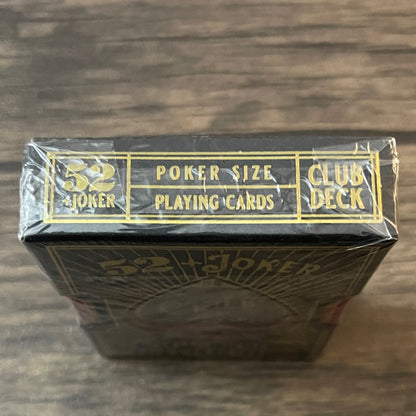 52
+JOKER
POKER SIZE
PLAYING CARDS
CLUB
DECK
52 + JOKER